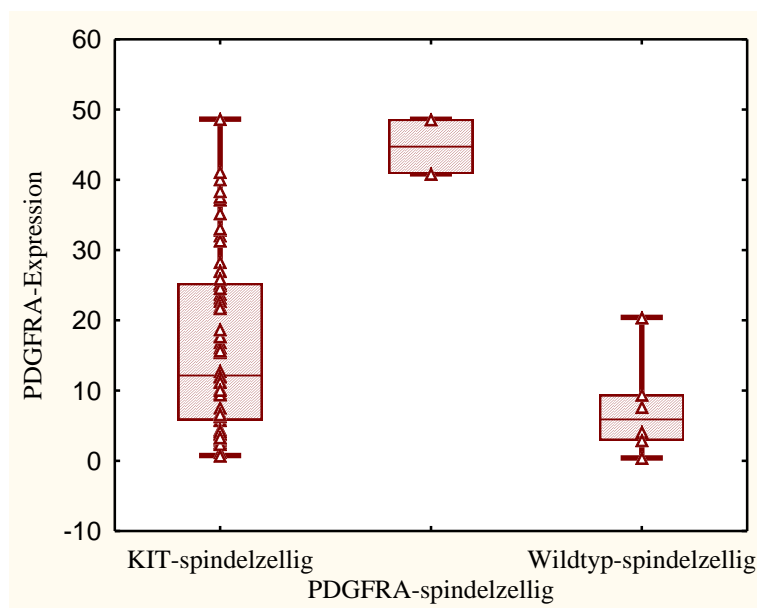 60
50
40
30
20
10
0
-10
PDGFRA-Expression
KIT-spindelzellig
PDGFRA-spindelzellig
Wildtyp-spindelzellig